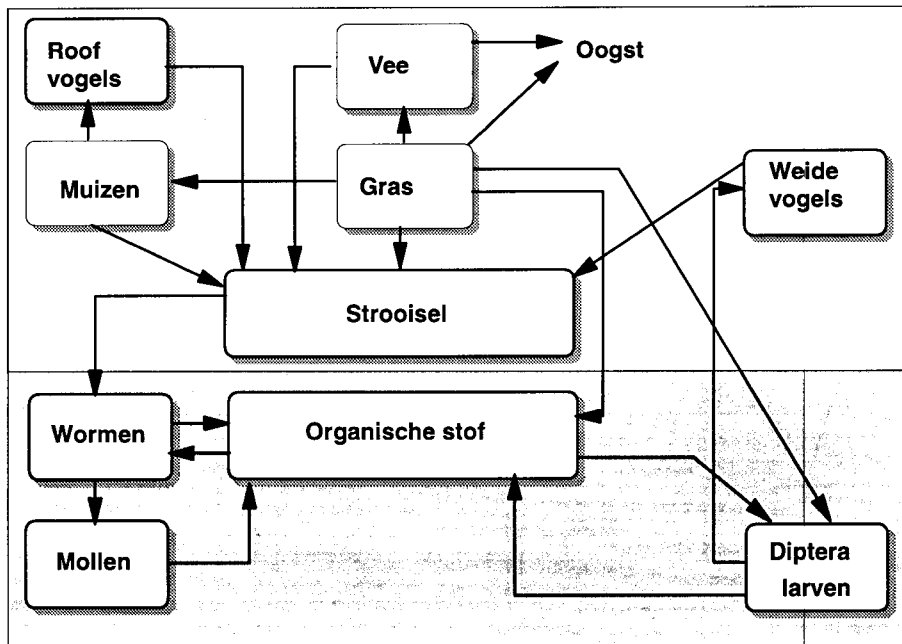 Roof
vogels
Vee
Oogst
Muizen
Gras
Weide
vogels
Strooisel
Wormen
Organische stof
Mollen
Diptera
larven